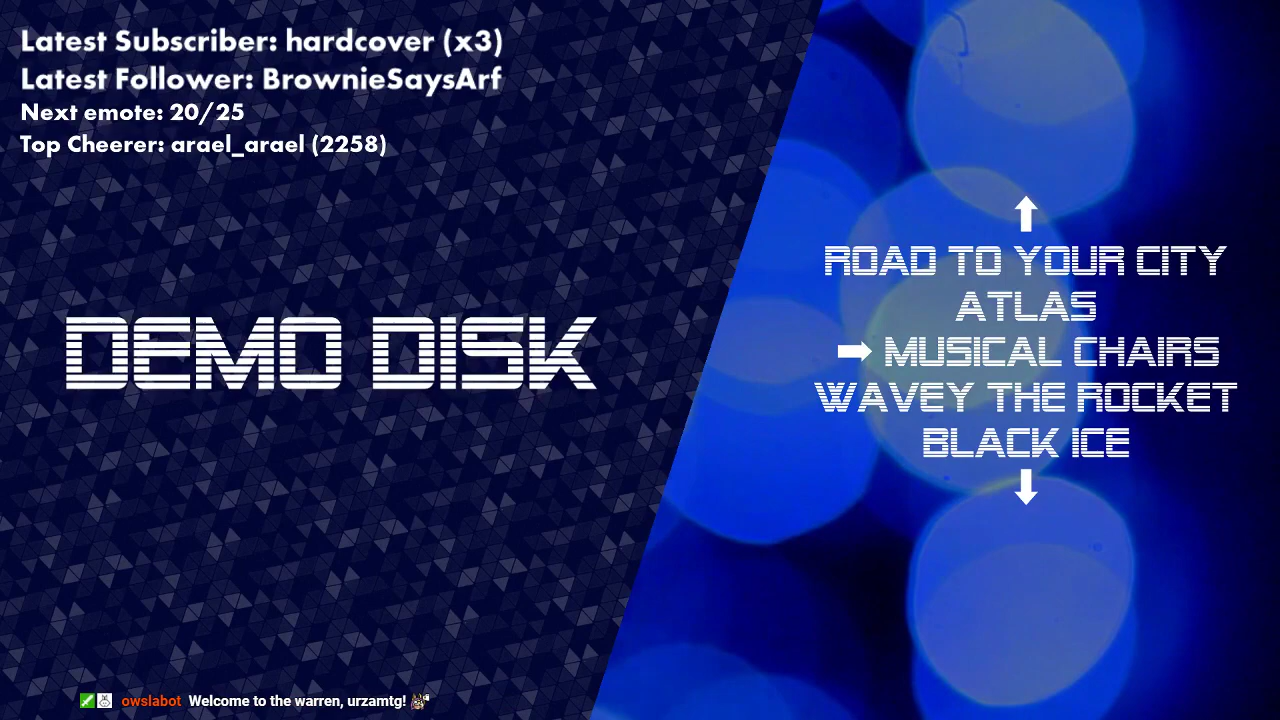 Latest Subscriber: hardcover (x3)
Latest Follower: BrownieSaysArf
Next emote: 20/25
Top Cheerer: arael_arael (2258)
DEMO DISK
ROAD TO YOUR CITY
ATLAS
MUSICAL CHAIRS
WAVEY THE ROCKET
BLACK ICE
owslabot Welcome to the warren, urzamtg!